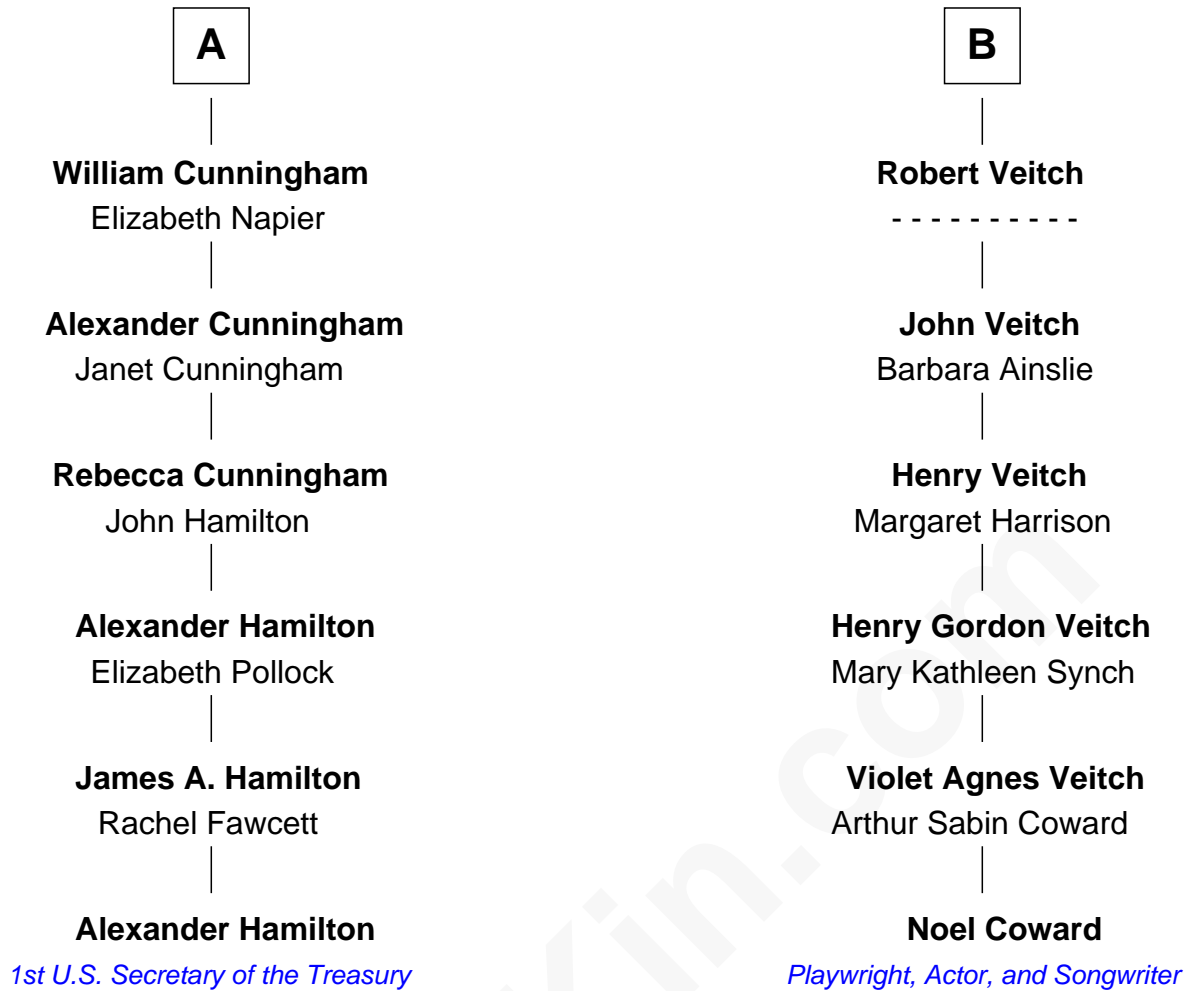 A
William Cunningham
Elizabeth Napier
Alexander Cunningham
Janet Cunningham
Rebecca Cunningham
John Hamilton
Alexander Hamilton
Elizabeth Pollock
James A. Hamilton
Rachel Fawcett
Alexander Hamilton
1st U.S. Secretary of the Treasury
B
Robert Veitch
- - - - - - - - - -
John Veitch
Barbara Ainslie
Henry Veitch
Margaret Harrison
Henry Gordon Veitch
Mary Kathleen Synch
Violet Agnes Veitch
Arthur Sabin Coward
Noel Coward
Playwright, Actor, and Songwriter